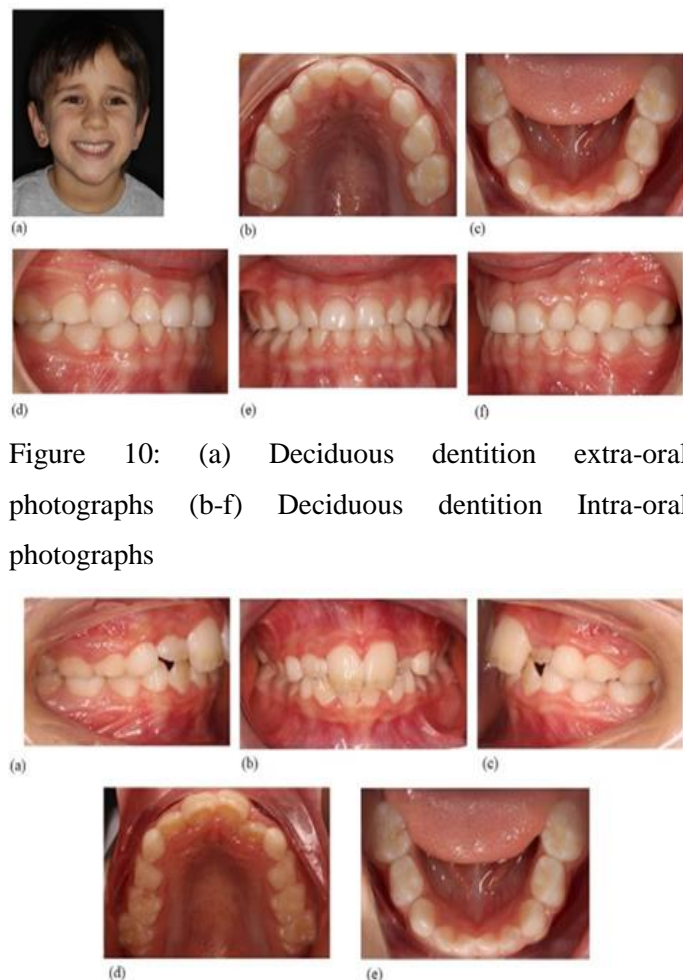 (a)
(b)
(c)
(d)
(e)
(f)
Figure 10: (a) Deciduous dentition extra-oral
photographs (b-f) Deciduous dentition Intra-oral
photographs
(a)
(b)
(c)
(d)
(e)